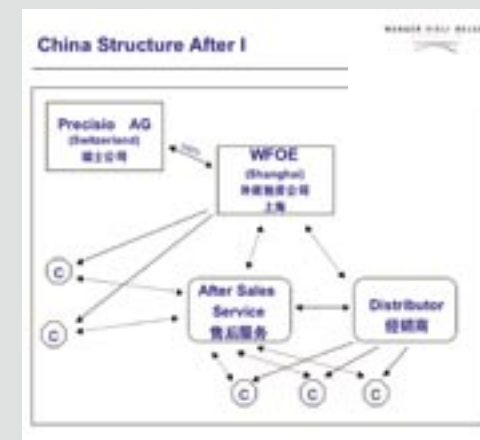 China Structure After I
Precisio AG
(Switzerland)
瑞士公司
WFOE
(Shanghai)
外商独资公司
上海
After Sales
Service
售后服务
Distributor
经销商
C
C
C
C
C